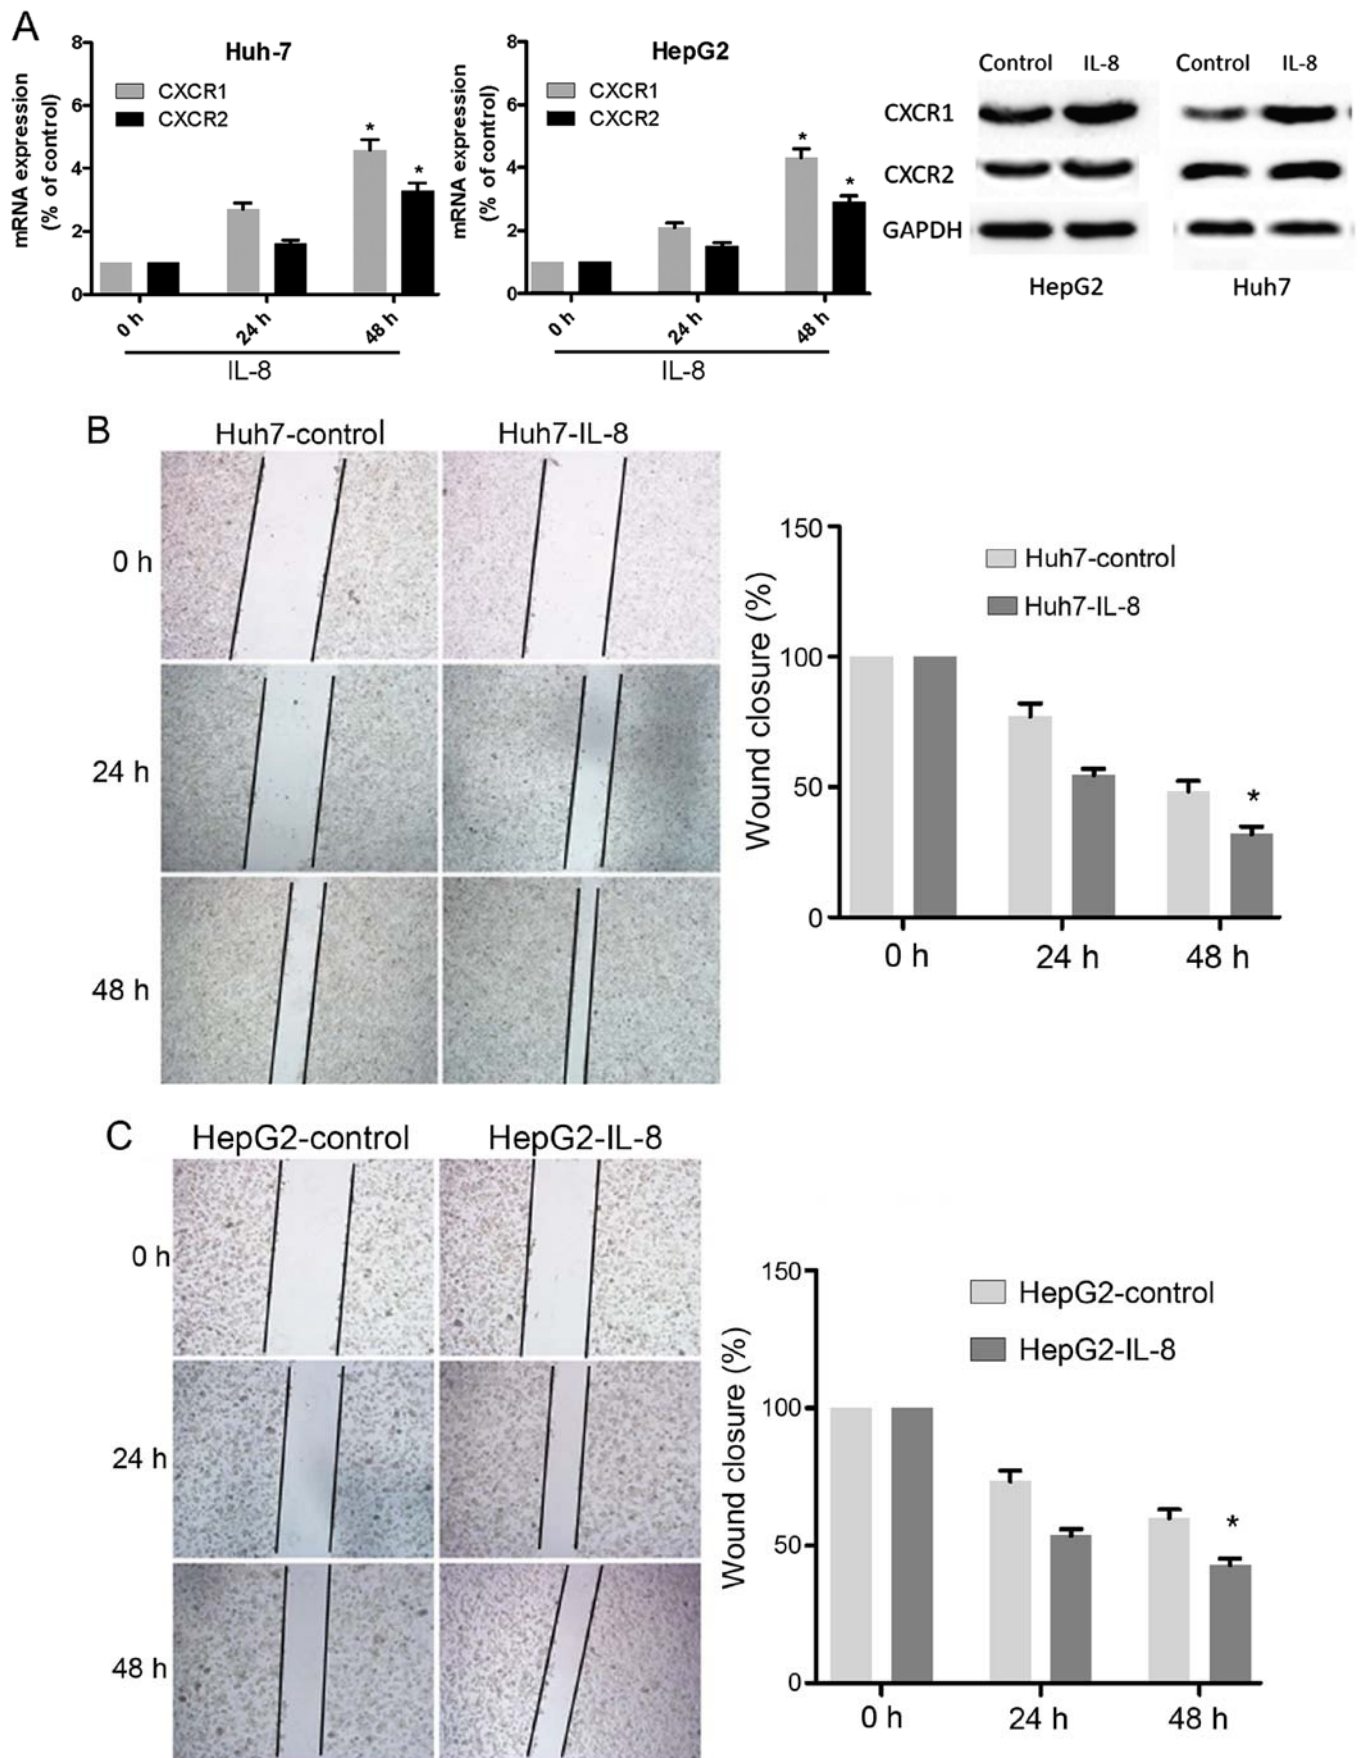 A
Huh-7
mRNA expression
(% of control)
8
6
4
2
0
CXCR1
CXCR2
*
*
0 h
24 h
48 h
IL-8
HepG2
mRNA expression
(% of control)
8
6
4
2
0
CXCR1
CXCR2
*
*
0 h
24 h
48 h
IL-8
Control IL-8 Control IL-8
CXCR1
CXCR2
GAPDH
HepG2 Huh7
B
Huh7-control Huh7-IL-8
0 h
24 h
48 h
Wound closure (%)
150
100
50
0
Huh7-control
Huh7-IL-8
*
0 h 24 h 48 h
C
HepG2-control HepG2-IL-8
0 h
24 h
48 h
Wound closure (%)
150
100
50
0
HepG2-control
HepG2-IL-8
*
0 h 24 h 48 h